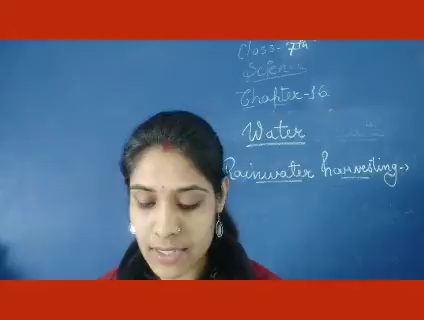 Class - 7th
Science
Chapter - 16
Water
Rainwater harvesting ->